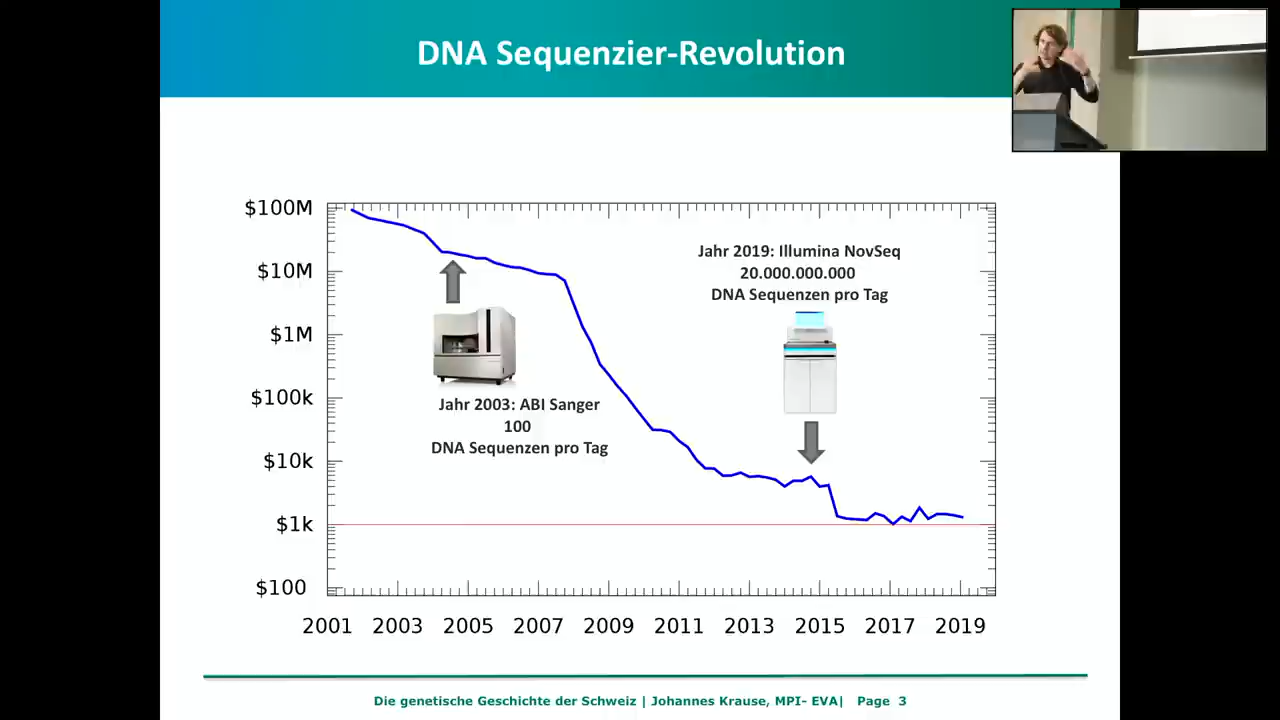 DNA Sequenzier-Revolution
$100M
$10M
$1M
$100k
$10k
$1k
$100
Jahr 2019: Illumina NovSeq
20.000.000.000
DNA Sequenzen pro Tag
Jahr 2003: ABI Sanger
100
DNA Sequenzen pro Tag
2001 2003 2005 2007 2009 2011 2013 2015 2017 2019
Die genetische Geschichte der Schweiz | Johannes Krause, MPI- EVA| Page 3